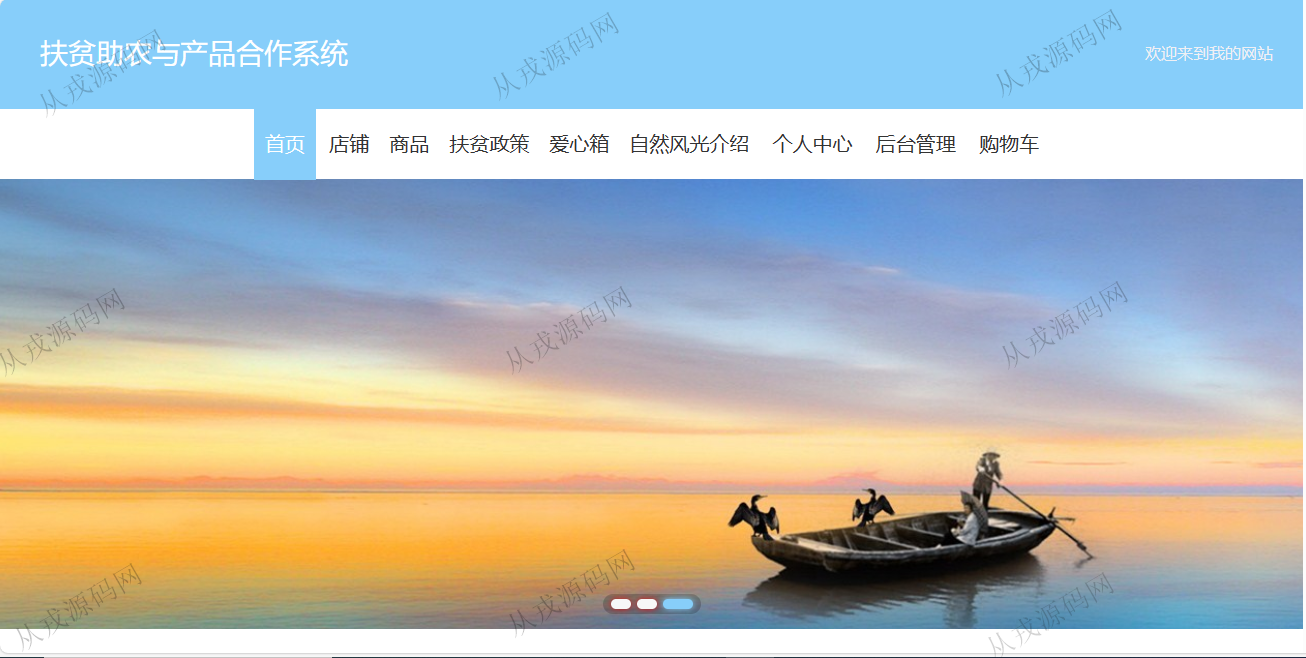 扶贫助农与产品合作系统
欢迎来到我的网站
首页 店铺 商品 扶贫政策 爱心箱 自然风光介绍 个人中心 后台管理 购物车
从戎源码网
从戎源码网
从戎源码网
从戎源码网
从戎源码网
从戎源码网
从戎源码网
从戎源码网
从戎源码网